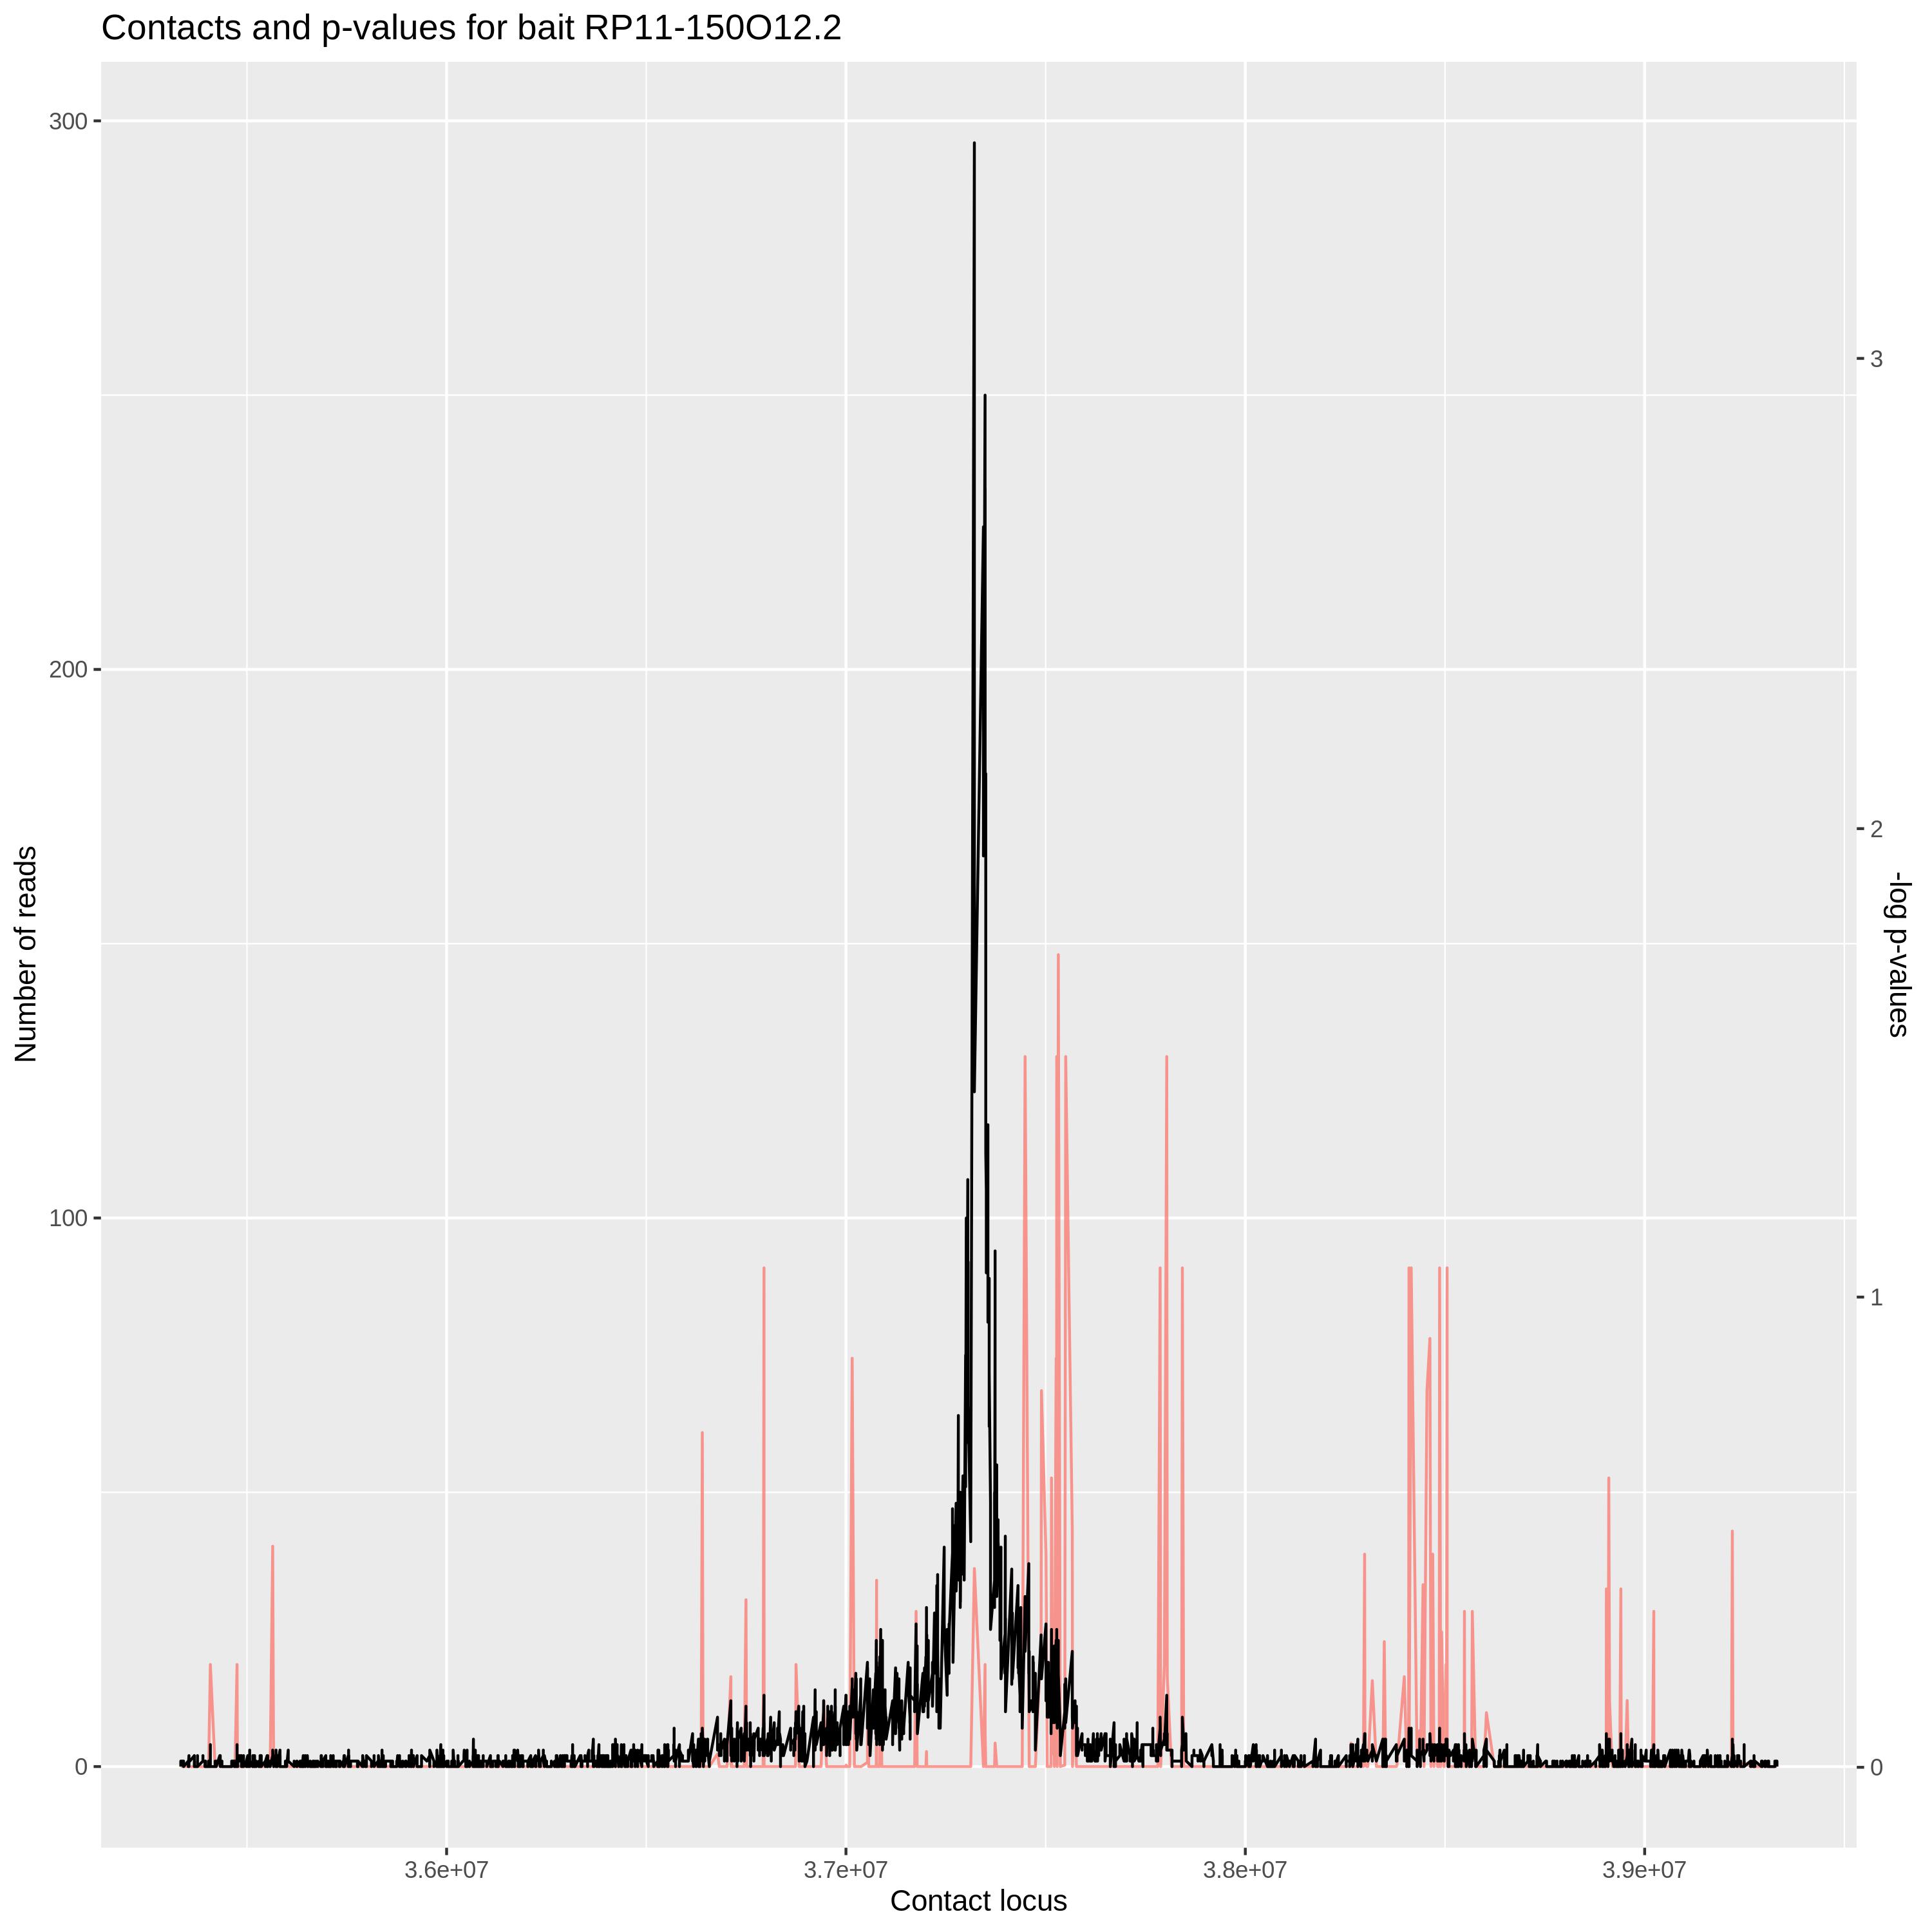 Contacts and p-values for bait RP11-150O12.2
300
200
100
0
Number of reads
3
2
1
0
-log p-values
3.6e+07
3.7e+07
3.8e+07
3.9e+07
Contact locus